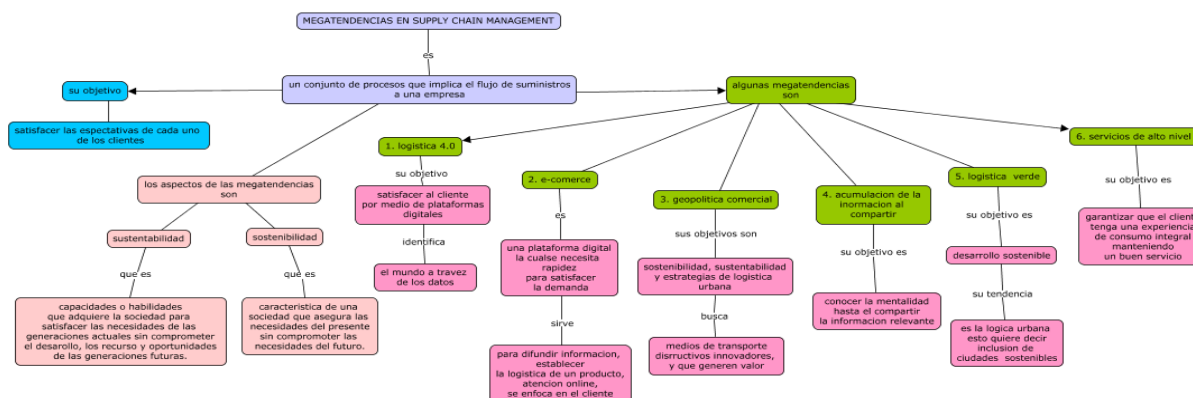 MEGATENDENCIAS EN SUPPLY CHAIN MANAGEMENT
es
un conjunto de procesos que implica el flujo de suministros
a una empresa
su objetivo
satisfacer las espectativas de cada uno
de los clientes
los aspectos de las megatendencias
son
sustentabilidad
que es
capacidades o habilidades
que adquiere la sociedad para
satisfacer las necesidades de las
generaciones actuales sin comprometer
el desarollo, los recurso y oportunidades
de las generaciones futuras.
sostenibilidad
que es
caracteristica de una
sociedad que asegura las
necesidades del presente
sin compromoter las
necesidades del futuro.
algunas megatendencias
son
1. logistica 4.0
su objetivo
satisfacer al cliente
por medio de plataformas
digitales
identifica
el mundo a travez
de los datos
2. e-comerce
es
una plataforma digital
la cualse necesita
rapidez
para satisfacer
la demanda
sirve
para difundir informacion,
establecer
la logistica de un producto,
atencion online,
se enfoca en el cliente
3. geopolitica comercial
sus objetivos son
sostenibilidad, sustentabilidad
y estrategias de logistica
urbana
busca
medios de transporte
disrructivos innovadores,
y que generen valor
4. acumulacion de la
inormacion al
compartir
su objetivo es
conocer la mentalidad
hasta el compartir
la informacion relevante
5. logistica verde
su objetivo es
desarrollo sostenible
su tendencia
es la logica urbana
esto quiere decir
inclusion de
ciudades sostenibles
6. servicios de alto nivel
su objetivo es
garantizar que el client
tenga una experiencia
de consumo integral
manteniendo
un buen servicio